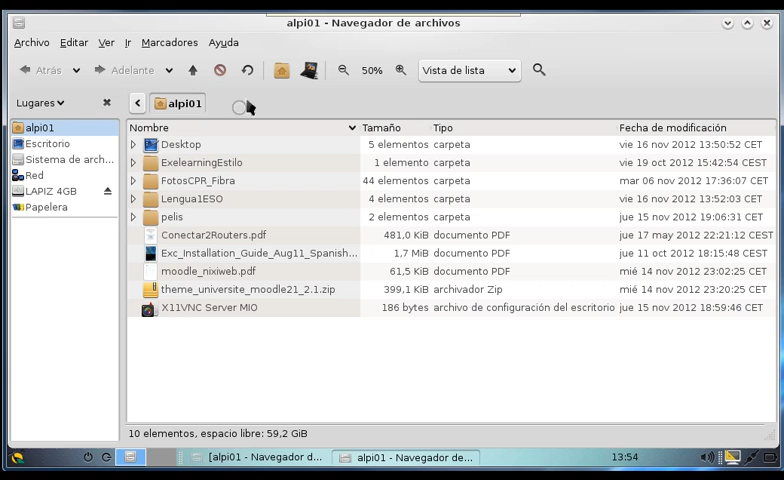 alpi01 - Navegador de archivos
Archivo Editar Ver Ir Marcadores Ayuda
Atrás Adelante 50% Vista de lista
Lugares alpi01
Nombre Tamaño Tipo Fecha de modificación
alpi01
Escritorio
Sistema de arch...
Red
LAPIZ 4GB
Papelera
Desktop 5 elementos carpeta vie 16 nov 2012 13:50:52 CET
ExelearningEstilo 1 elemento carpeta vie 19 oct 2012 15:42:54 CEST
FotosCPR_Fibra 44 elementos carpeta mar 06 nov 2012 17:36:07 CET
Lengua1ESO 4 elementos carpeta vie 16 nov 2012 13:52:03 CET
pelis 2 elementos carpeta jue 15 nov 2012 19:06:31 CET
Conectar2Routers.pdf 481,0 KiB documento PDF jue 17 may 2012 22:21:12 CEST
Exc_Installation_Guide_Aug11_Spanish... 1,7 MiB documento PDF jue 11 oct 2012 18:15:48 CEST
moodle_nixiweb.pdf 61,5 KiB documento PDF mié 14 nov 2012 23:02:25 CET
theme_universite_moodle21_2.1.zip 399,1 KiB archivador Zip mié 14 nov 2012 23:20:25 CET
X11VNC Server MIO 186 bytes archivo de configuración del escritorio jue 15 nov 2012 18:59:46 CET
10 elementos, espacio libre: 59,2 GiB
[alpi01 - Navegador d... alpi01 - Navegador de... 13:54